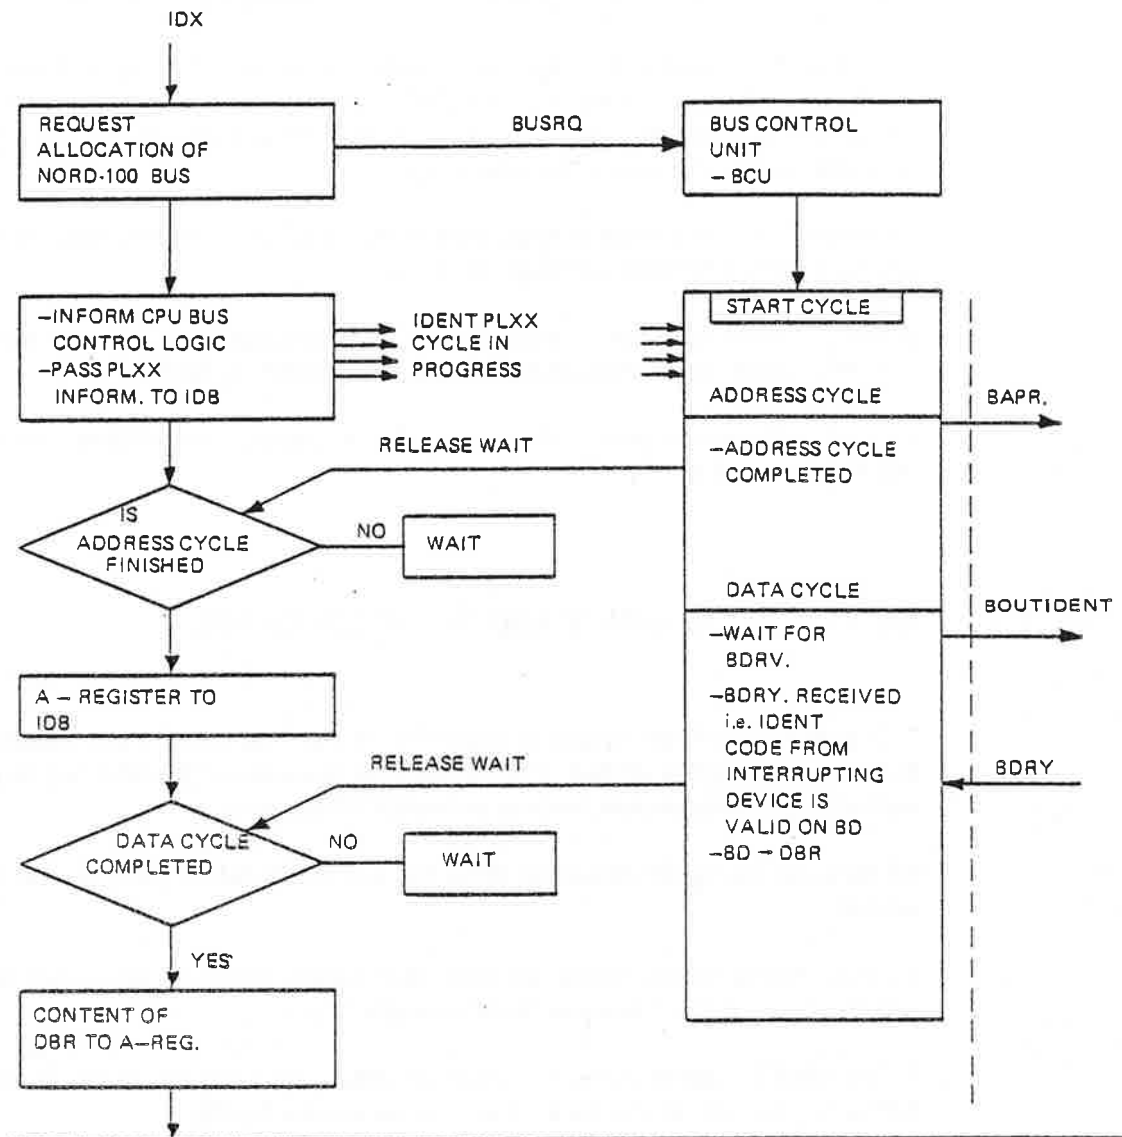 IDX
REQUEST
ALLOCATION OF
NORD-100 BUS
BUSRQ
BUS CONTROL
UNIT
– BCU
–INFORM CPU BUS
CONTROL LOGIC
–PASS PLXX
INFORM. TO IDB
IDENT PLXX
CYCLE IN
PROGRESS
START CYCLE
ADDRESS CYCLE
BAPR.
RELEASE WAIT
–ADDRESS CYCLE
COMPLETED
IS
ADDRESS CYCLE
FINISHED
NO
WAIT
DATA CYCLE
BOUTIDENT
–WAIT FOR
BDRV.
A – REGISTER TO
IDB
–BDRY. RECEIVED
i.e. IDENT
CODE FROM
INTERRUPTING
DEVICE IS
VALID ON BD
–BD → DBR
RELEASE WAIT
BDRY
DATA CYCLE
COMPLETED
NO
WAIT
YES
CONTENT OF
DBR TO A–REG.